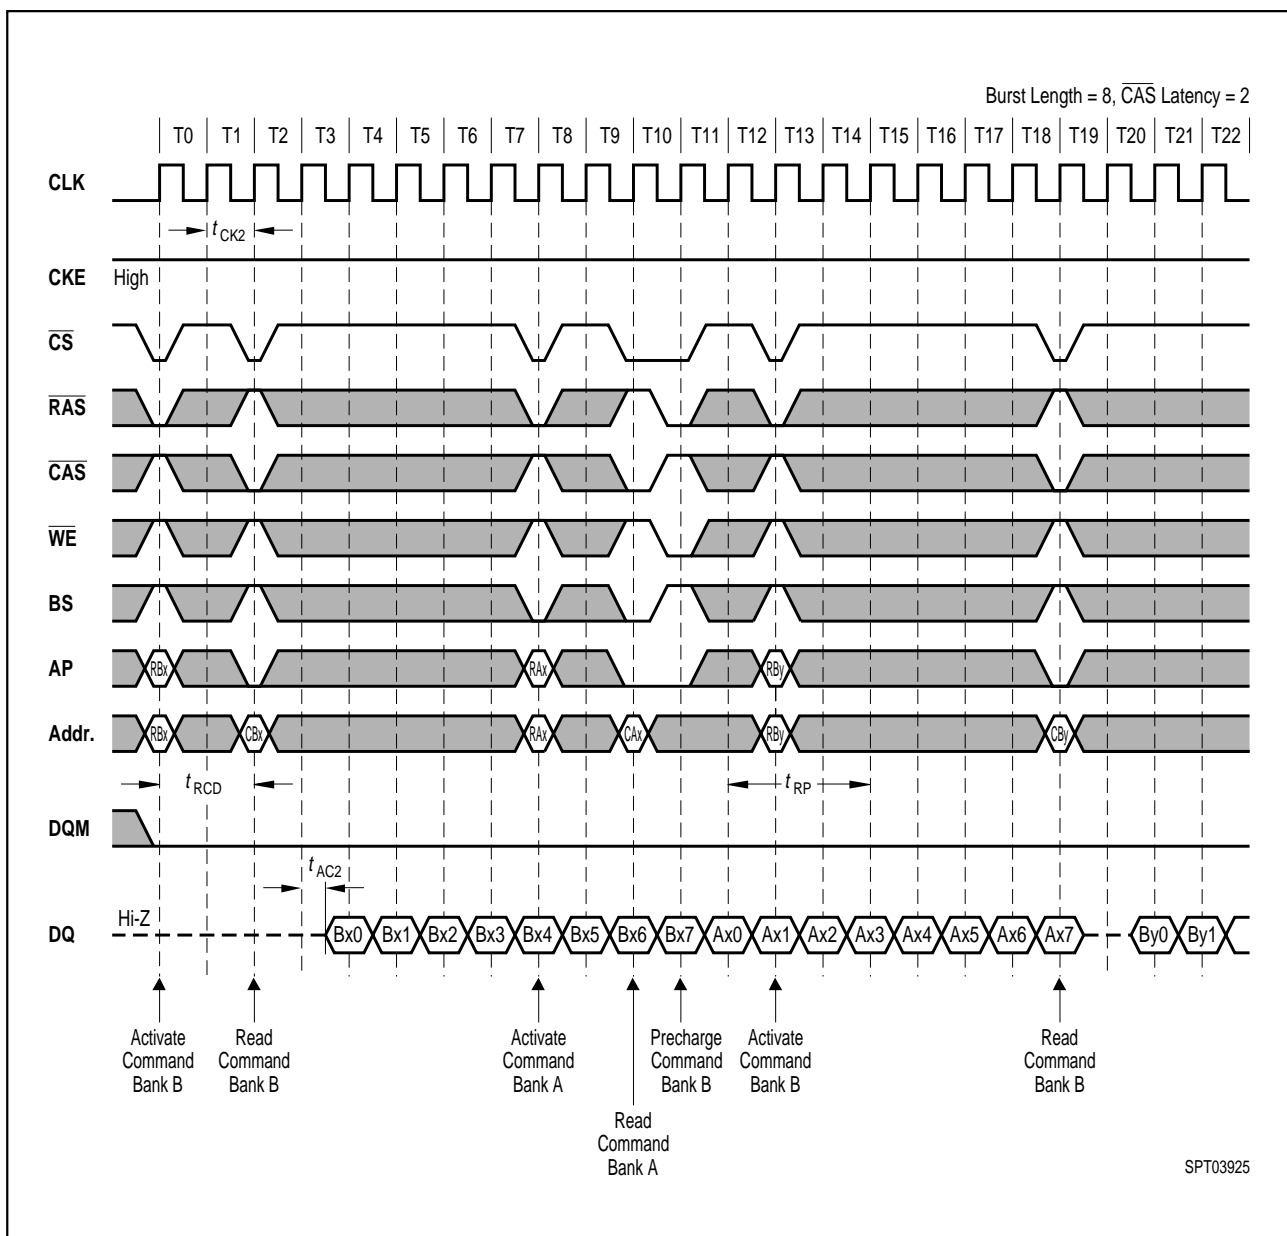 Burst Length = 8, CAS Latency = 2
T0 T1 T2 T3 T4 T5 T6 T7 T8 T9 T10 T11 T12 T13 T14 T15 T16 T17 T18 T19 T20 T21 T22
CLK
t CK2
CKE High
CS
RAS
CAS
WE
BS
AP RBx RAx RBy
Addr. RBx CBx RAx CAx RBy CBy
t RCD t RP
DQM
t AC2
DQ Hi-Z Bx0 Bx1 Bx2 Bx3 Bx4 Bx5 Bx6 Bx7 Ax0 Ax1 Ax2 Ax3 Ax4 Ax5 Ax6 Ax7 By0 By1
Activate Command Bank B
Read Command Bank B
Activate Command Bank A
Read Command Bank A
Precharge Command Bank B
Activate Command Bank B
Read Command Bank B
SPT03925